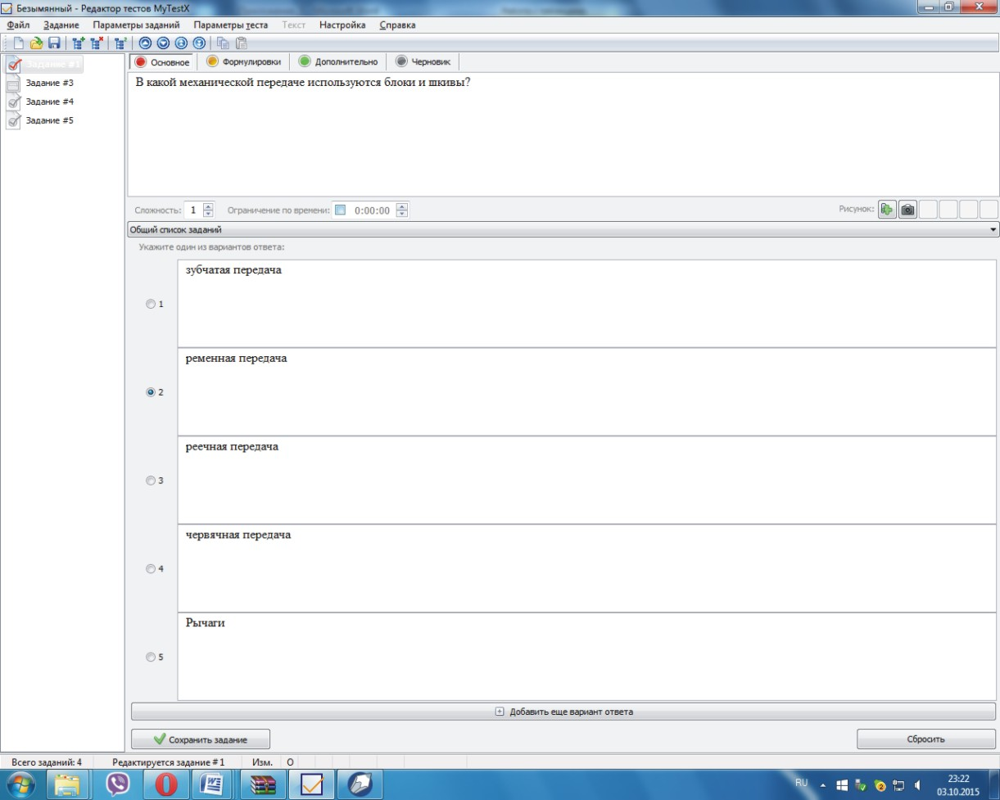 Безымянный - Редактор тестов MyTestX
Файл Задание Параметры заданий Параметры теста Текст Настройка Справка
Задание #1
Задание #3
Задание #4
Задание #5
Основное Формулировки Дополнительно Черновик
В какой механической передаче используются блоки и шкивы?
Сложность: 1 Ограничение по времени: 0:00:00 Рисунок:
Общий список заданий
Укажите один из вариантов ответа:
зубчатая передача
1
ременная передача
2
реечная передача
3
червячная передача
4
Рычаги
5
Добавить еще вариант ответа
Сохранить задание Сбросить
Всего заданий: 4 Редактируется задание #1 Изм. О
RU 23:22
03.10.2015